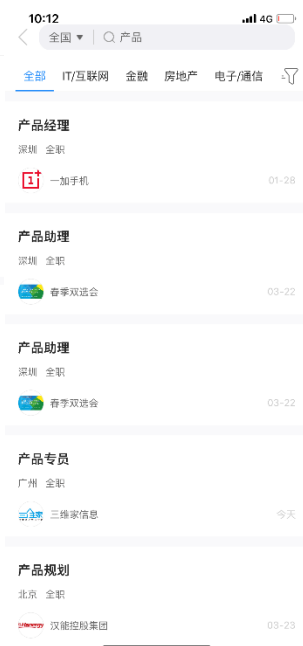 10:12 4G
全国 产品
全部 IT/互联网 金融 房地产 电子/通信
产品经理
深圳 全职
一加手机 01-28
产品助理
深圳 全职
春季双选会 03-22
产品助理
深圳 全职
春季双选会 03-22
产品专员
广州 全职
三维家信息 今天
产品规划
北京 全职
汉能控股集团 03-23